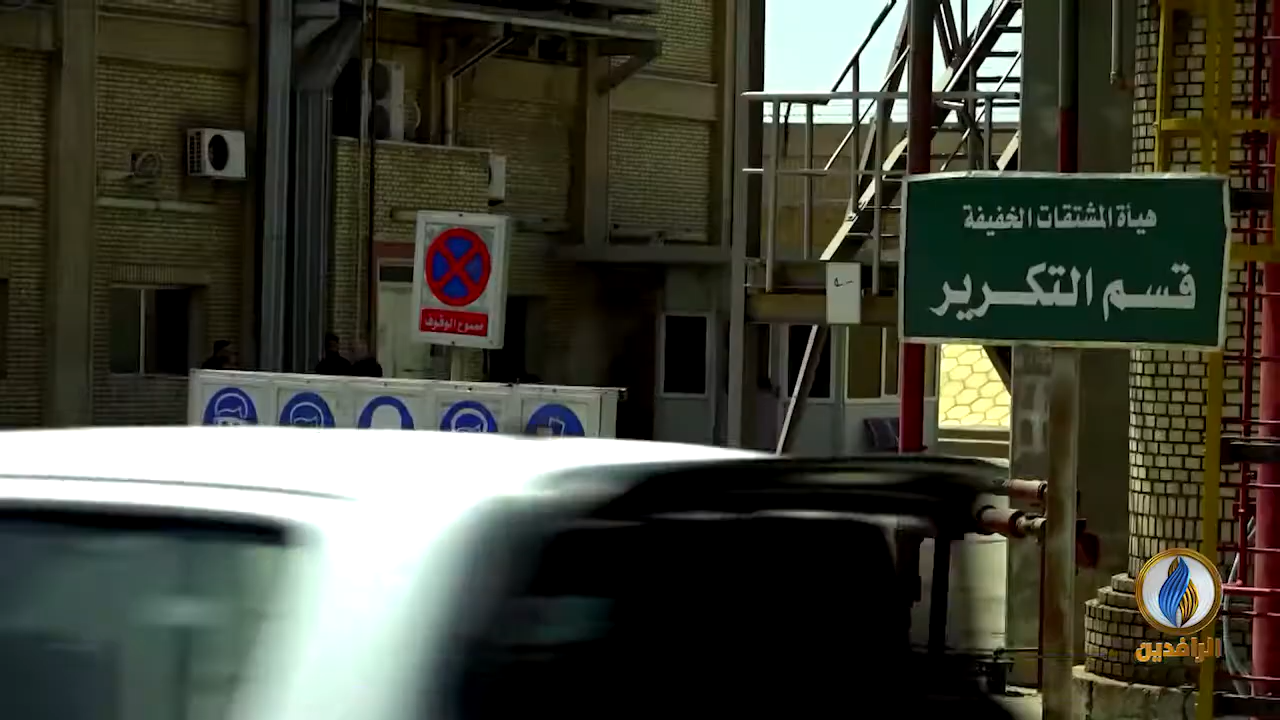 هيأة المشتقات الخفيفة
قسم التكرير
ممنوع الوقوف
الرافدين